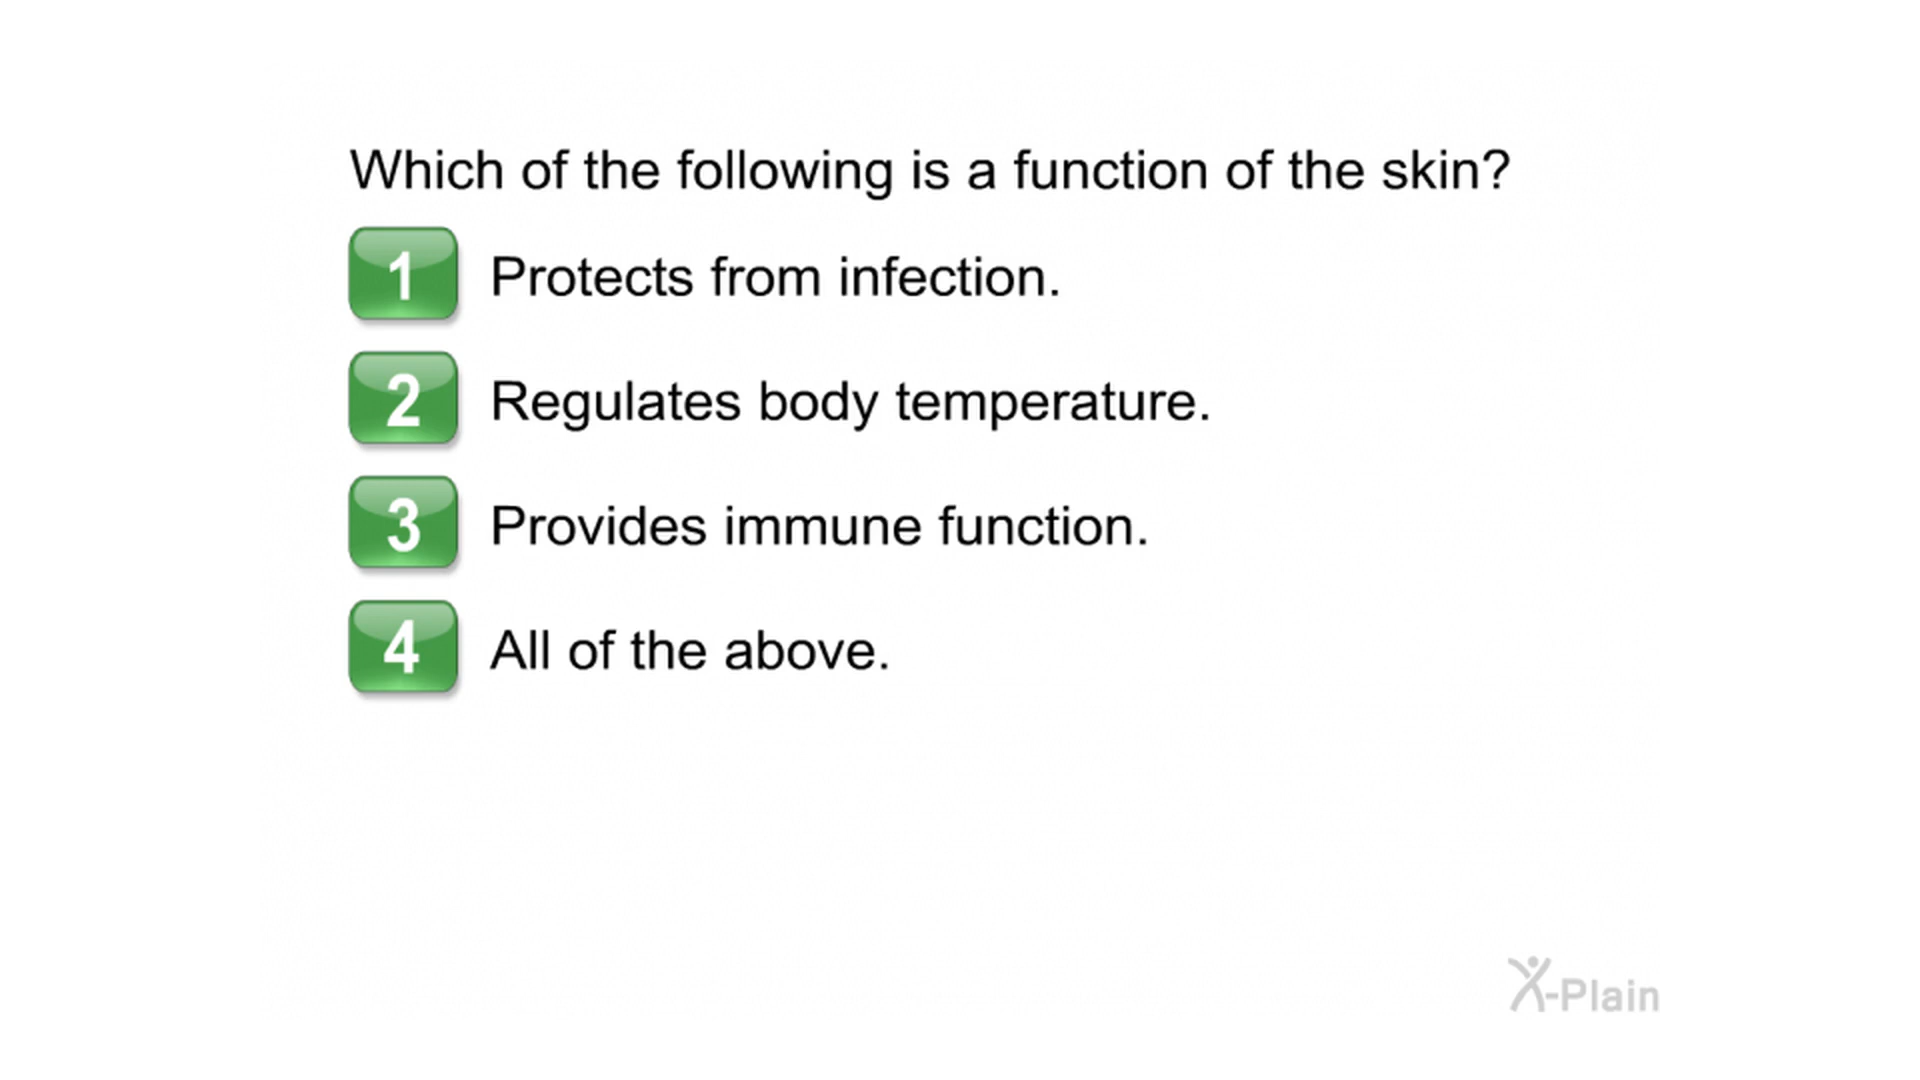 Which of the following is a function of the skin?
1 Protects from infection.
2 Regulates body temperature.
3 Provides immune function.
4 All of the above.
X-Plain